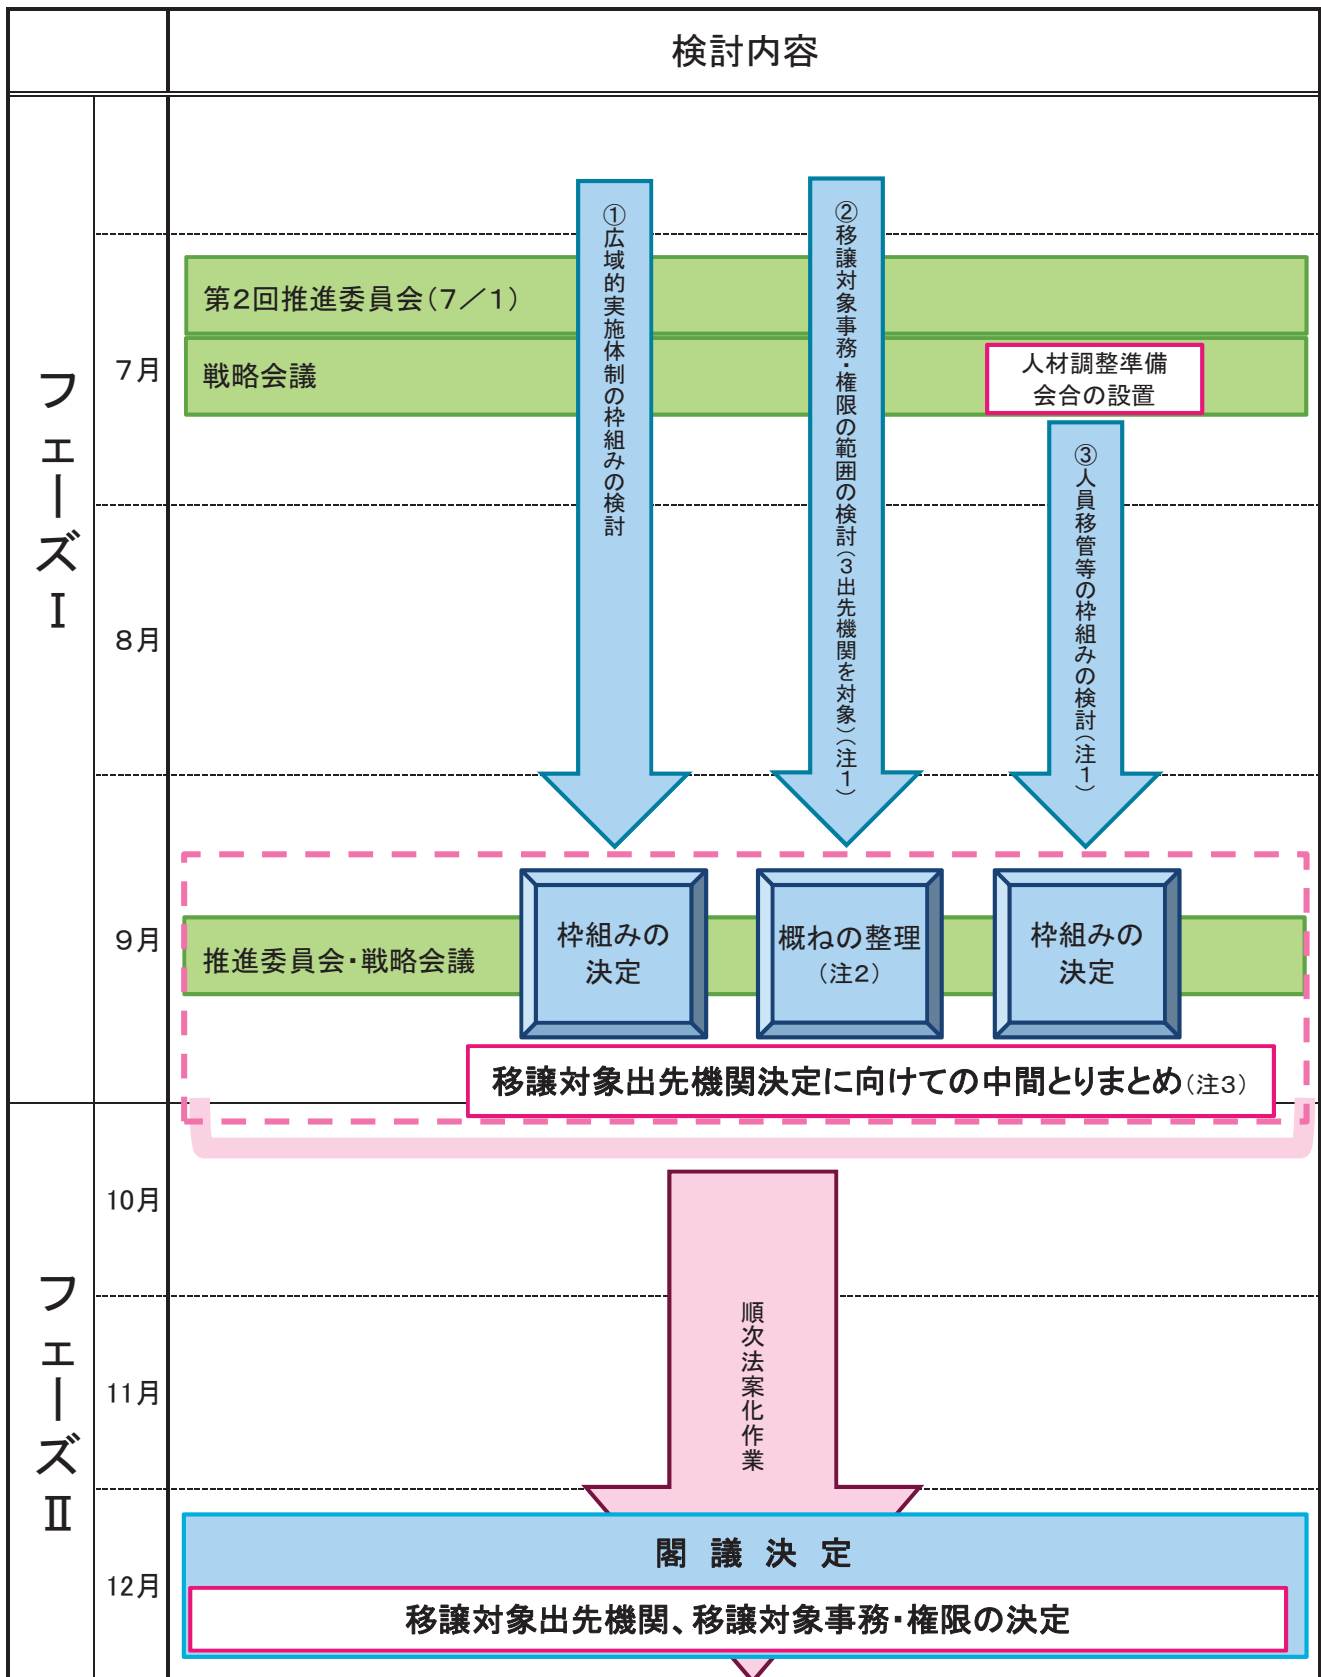 検討内容
フェーズⅠ
7月
第2回推進委員会(7/1)
戦略会議
人材調整準備
会合の設置
①広域的実施体制の枠組みの検討
②移譲対象事務・権限の範囲の検討(3出先機関を対象)(注1)
③人員移管等の枠組みの検討(注1)
8月
9月
推進委員会・戦略会議
枠組みの
決定
概ねの整理
(注2)
枠組みの
決定
移譲対象出先機関決定に向けての中間とりまとめ(注3)
フェーズⅡ
10月
順次法案化作業
11月
12月
閣議決定
移譲対象出先機関、移譲対象事務・権限の決定